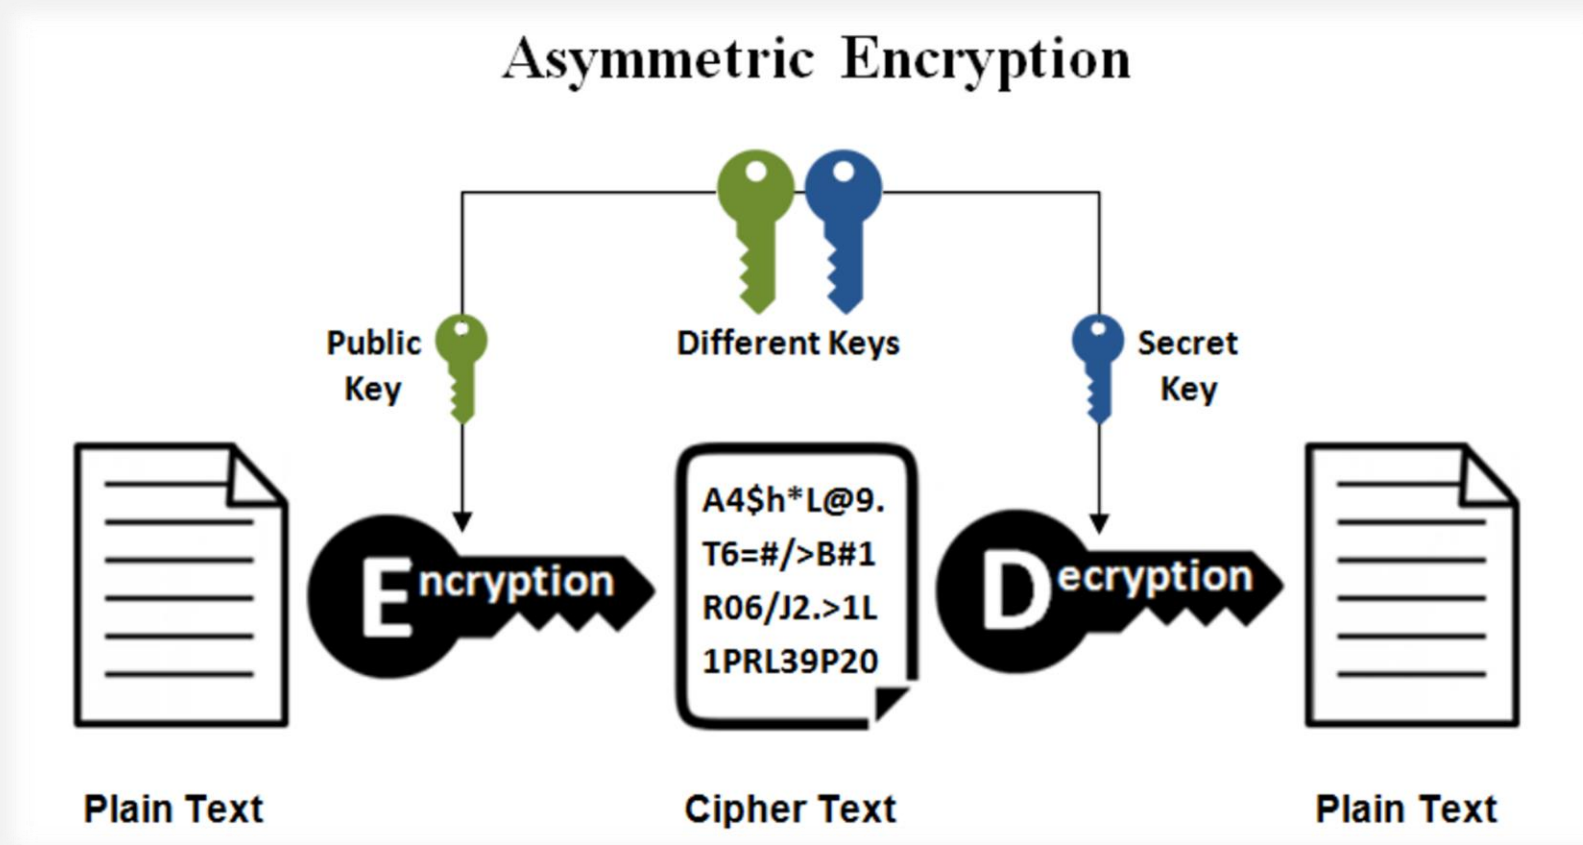 Asymmetric Encryption
Public
Key
Different Keys
Secret
Key
Encryption
A4$h*L@9.
T6=#/>B#1
R06/J2.>1L
1PRL39P20
Decryption
Plain Text
Cipher Text
Plain Text